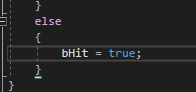 }
else
{
bHit = true;
}
}